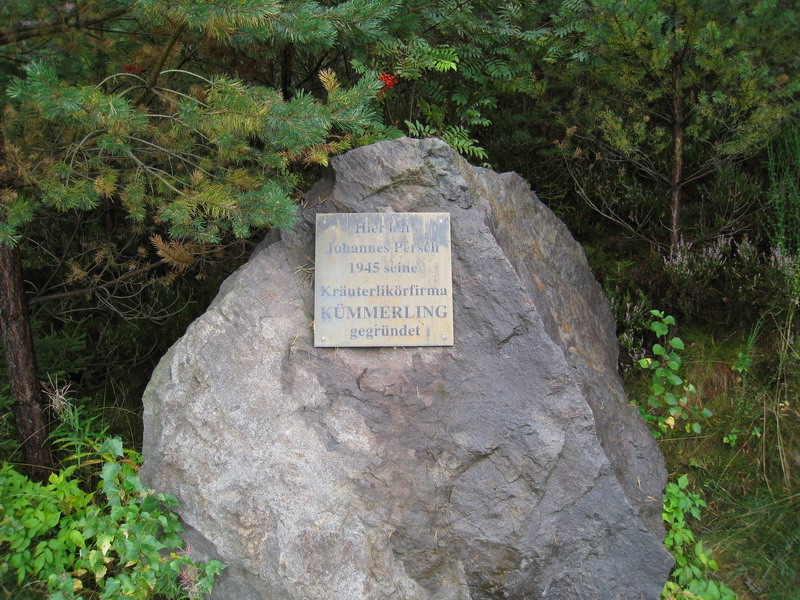 Hier hat
Johannes Persch
1945 seine
Kräuterlikörfirma
KÜMMERLING
gegründet